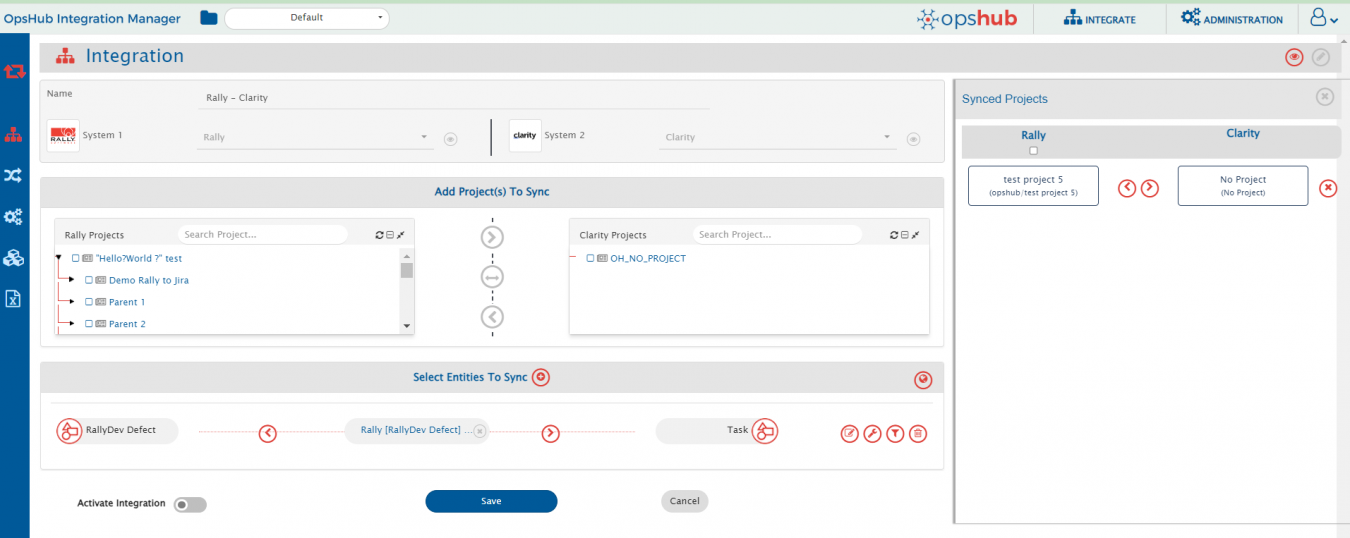 OpsHub Integration Manager
Default
opshub
INTEGRATE
ADMINISTRATION
Integration
Name
Rally – Clarity
RALLY
System 1
Rally
clarity
System 2
Clarity
Add Project(s) To Sync
Rally Projects
Search Project...
"Hello?World ?" test
Demo Rally to Jira
Parent 1
Parent 2
Clarity Projects
Search Project...
OH_NO_PROJECT
Select Entities To Sync
RallyDev Defect
Rally [RallyDev Defect] ...
Task
Activate Integration
Save
Cancel
Synced Projects
Rally
Clarity
test project 5
(opshub/test project 5)
No Project
(No Project)